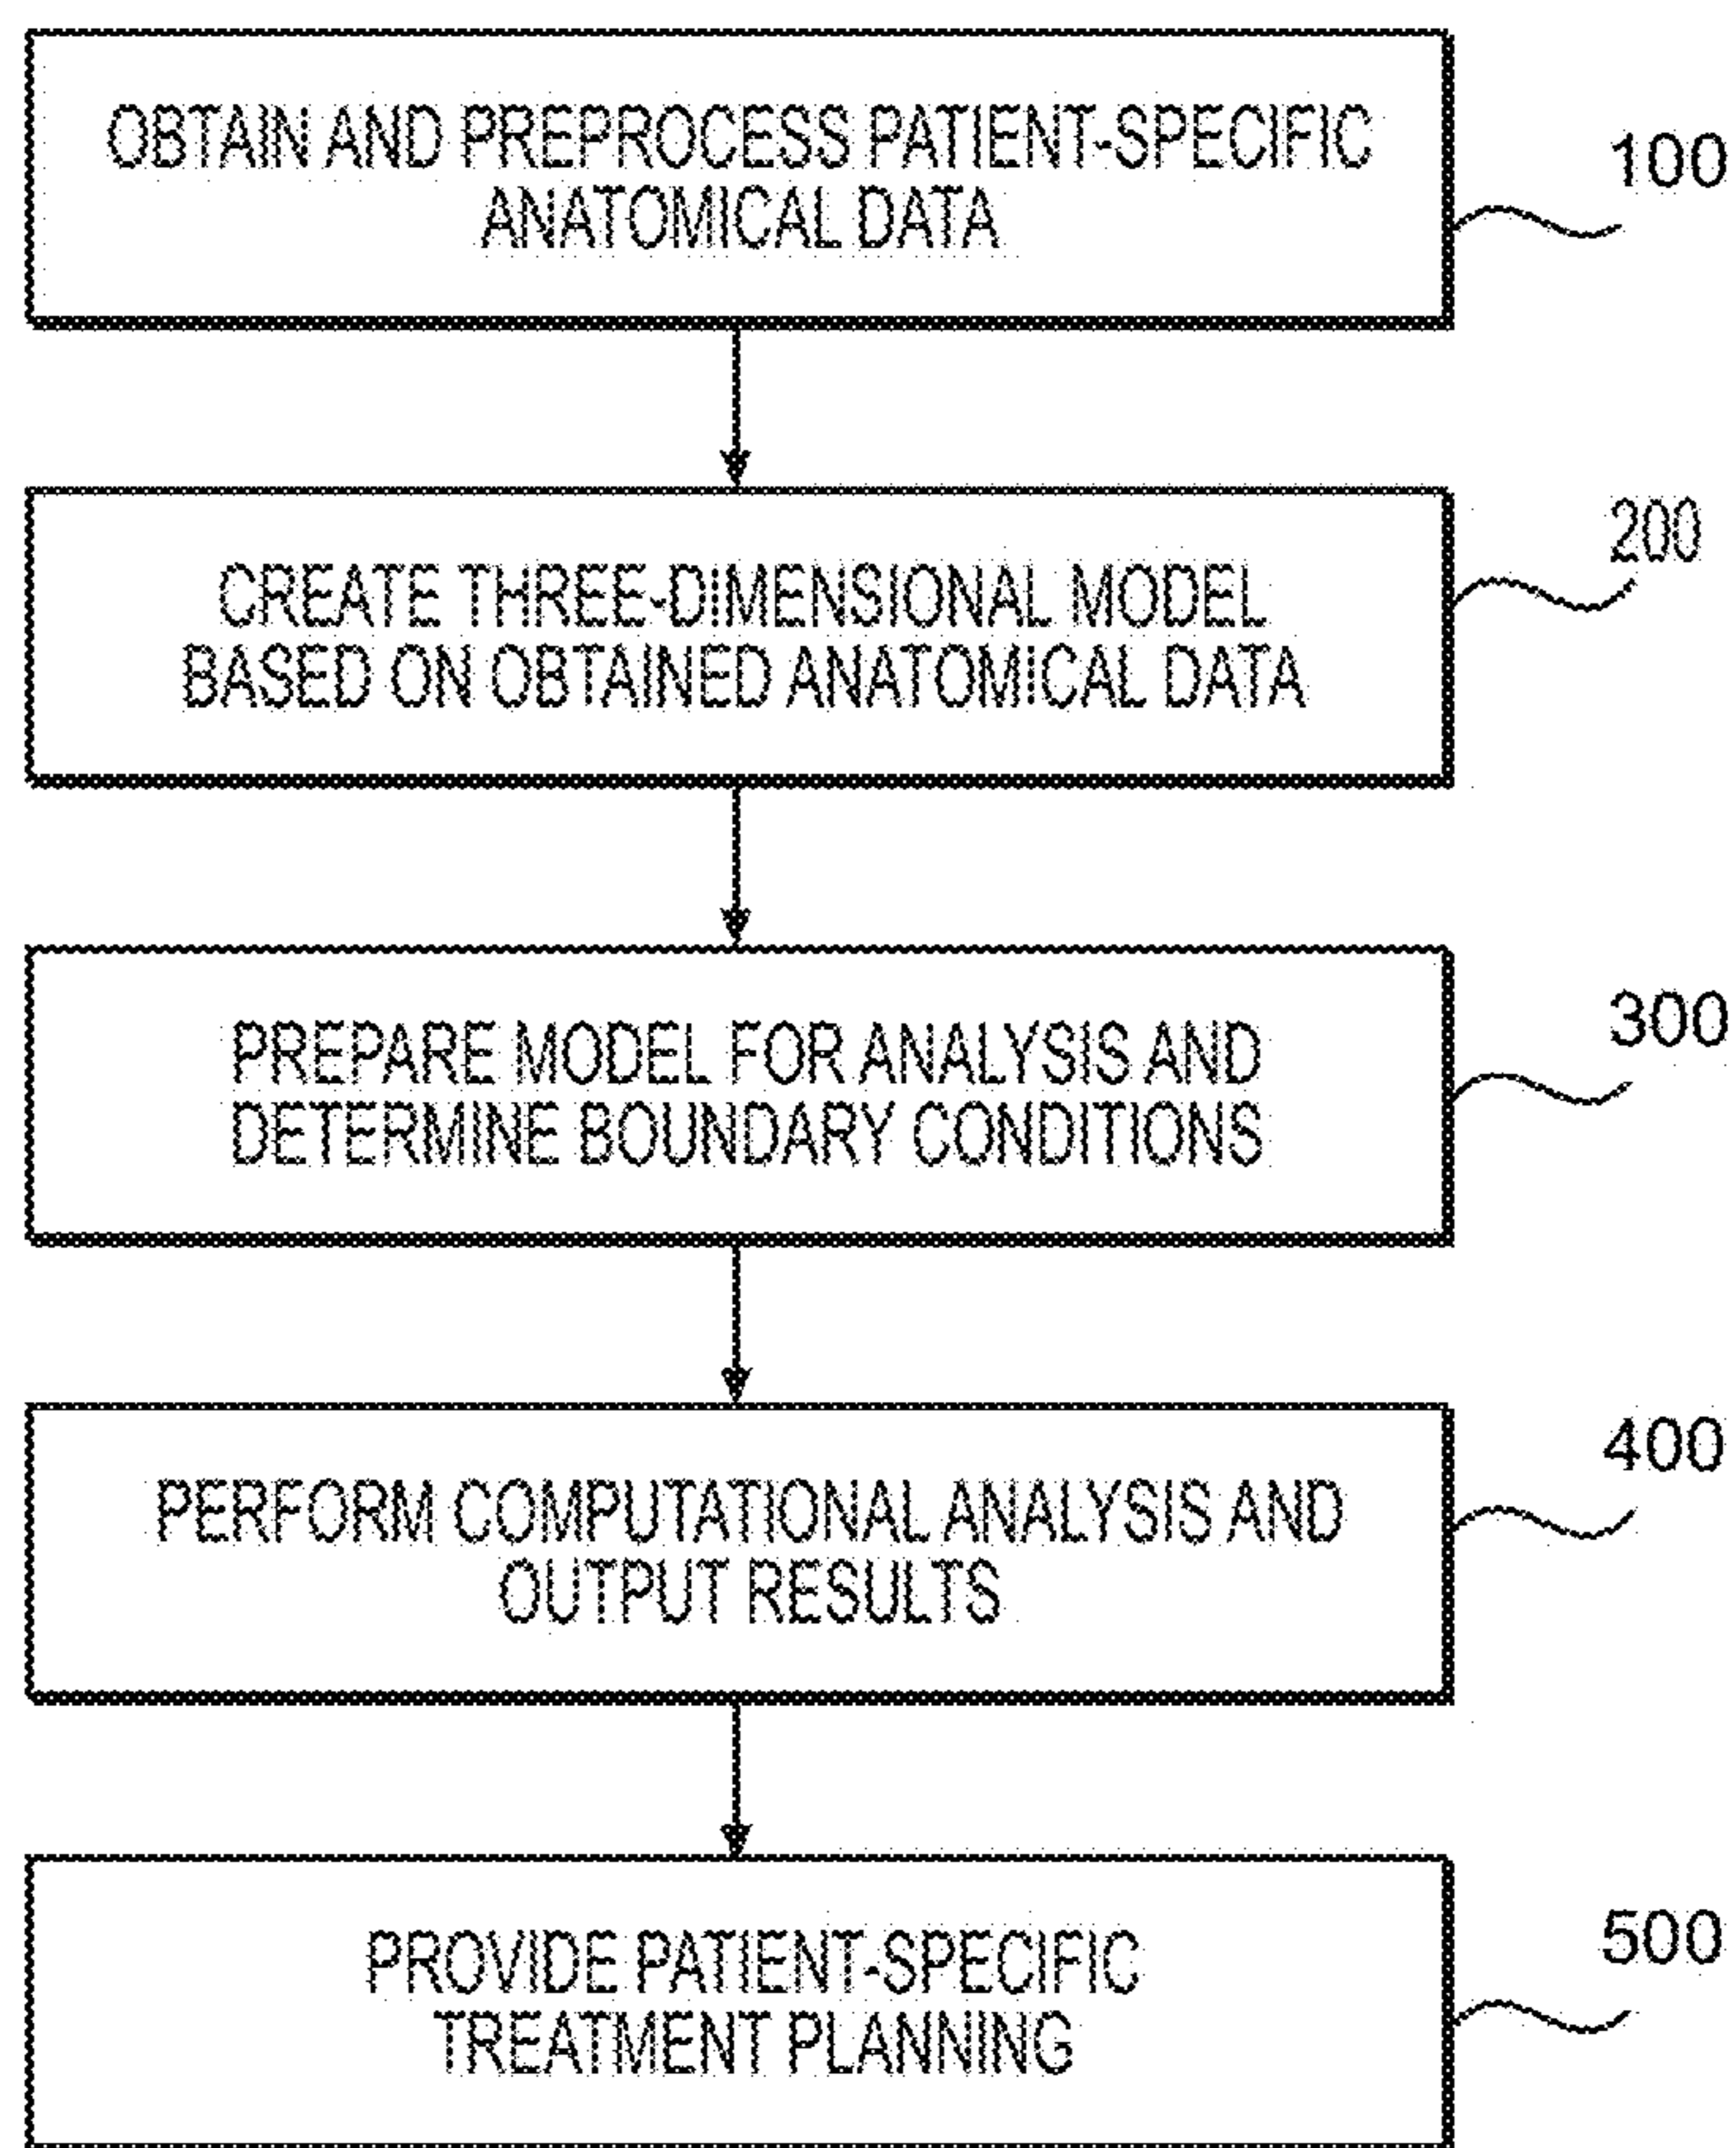 OBTAIN AND PREPROCESS PATIENT-SPECIFIC
ANATOMICAL DATA
100
CREATE THREE-DIMENSIONAL MODEL
BASED ON OBTAINED ANATOMICAL DATA
200
PREPARE MODEL FOR ANALYSIS AND
DETERMINE BOUNDARY CONDITIONS
300
PERFORM COMPUTATIONAL ANALYSIS AND
OUTPUT RESULTS
400
PROVIDE PATIENT-SPECIFIC
TREATMENT PLANNING
500